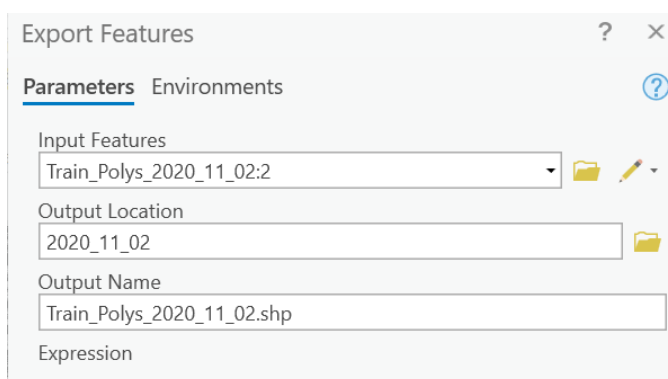 Export Features ? ×
Parameters Environments
?
Input Features
Train_Polys_2020_11_02:2
Output Location
2020_11_02
Output Name
Train_Polys_2020_11_02.shp
Expression